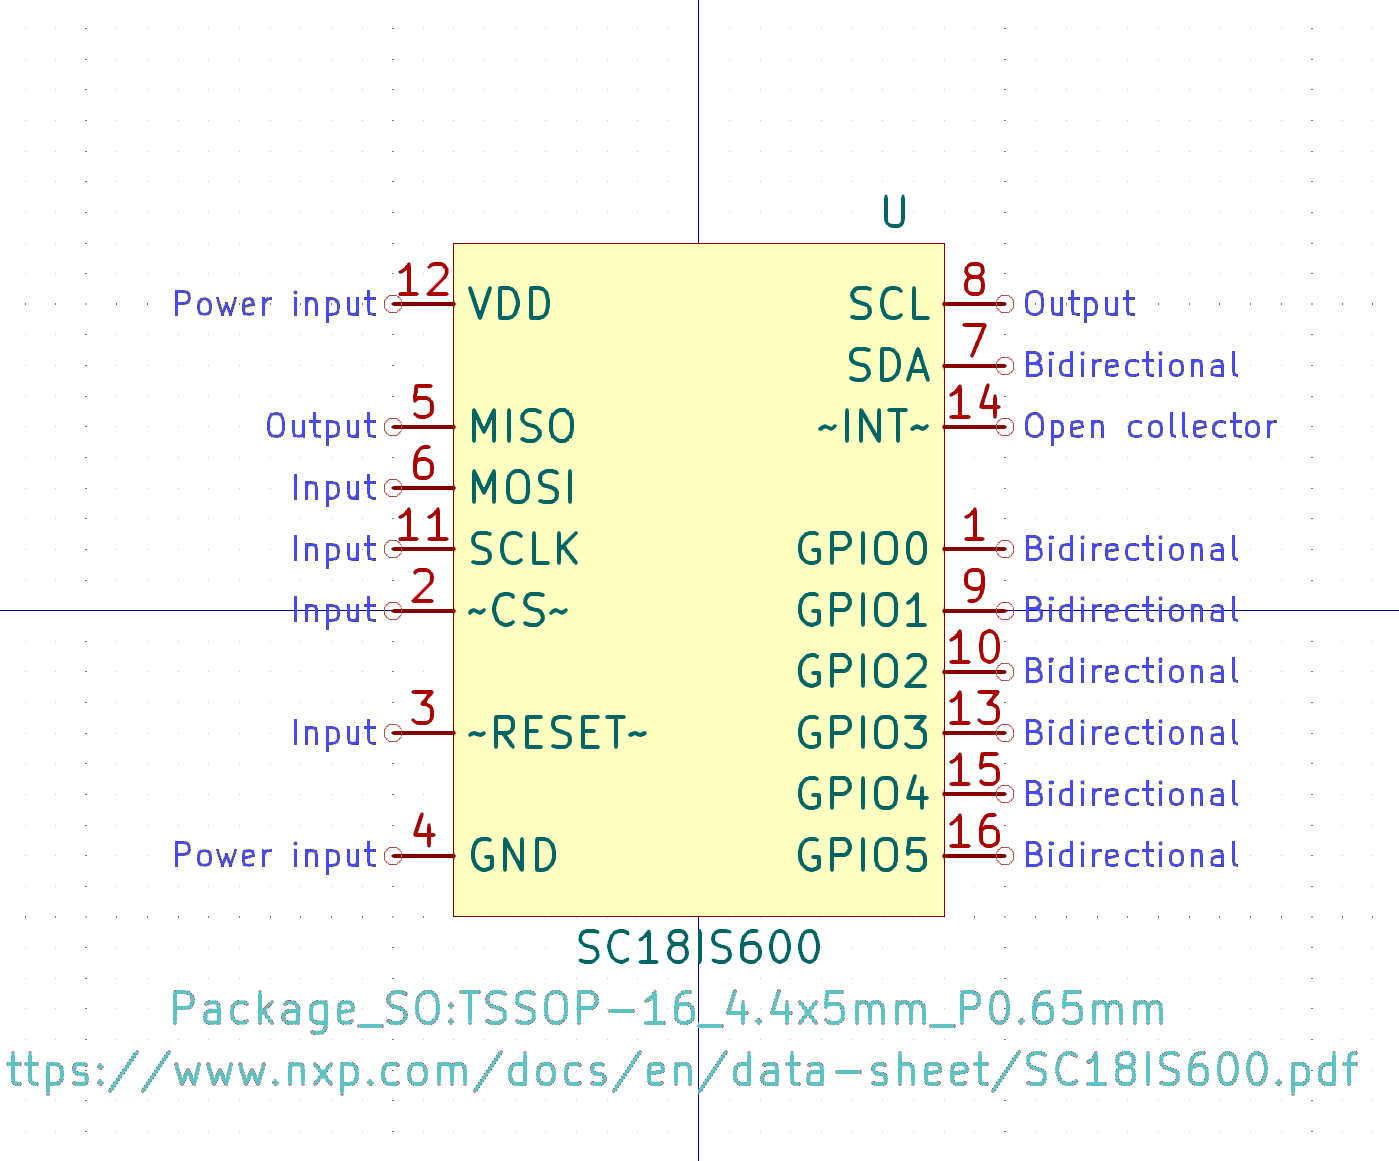 U
Power input 12 VDD SCL 8 Output
SDA 7 Bidirectional
Output 5 MISO ~INT~ 14 Open collector
Input 6 MOSI
Input 11 SCLK GPIO0 1 Bidirectional
Input 2 ~CS~ GPIO1 9 Bidirectional
GPIO2 10 Bidirectional
Input 3 ~RESET~ GPIO3 13 Bidirectional
GPIO4 15 Bidirectional
Power input 4 GND GPIO5 16 Bidirectional
SC18IS600
Package_SO:TSSOP-16_4.4x5mm_P0.65mm
ttps://www.nxp.com/docs/en/data-sheet/SC18IS600.pdf